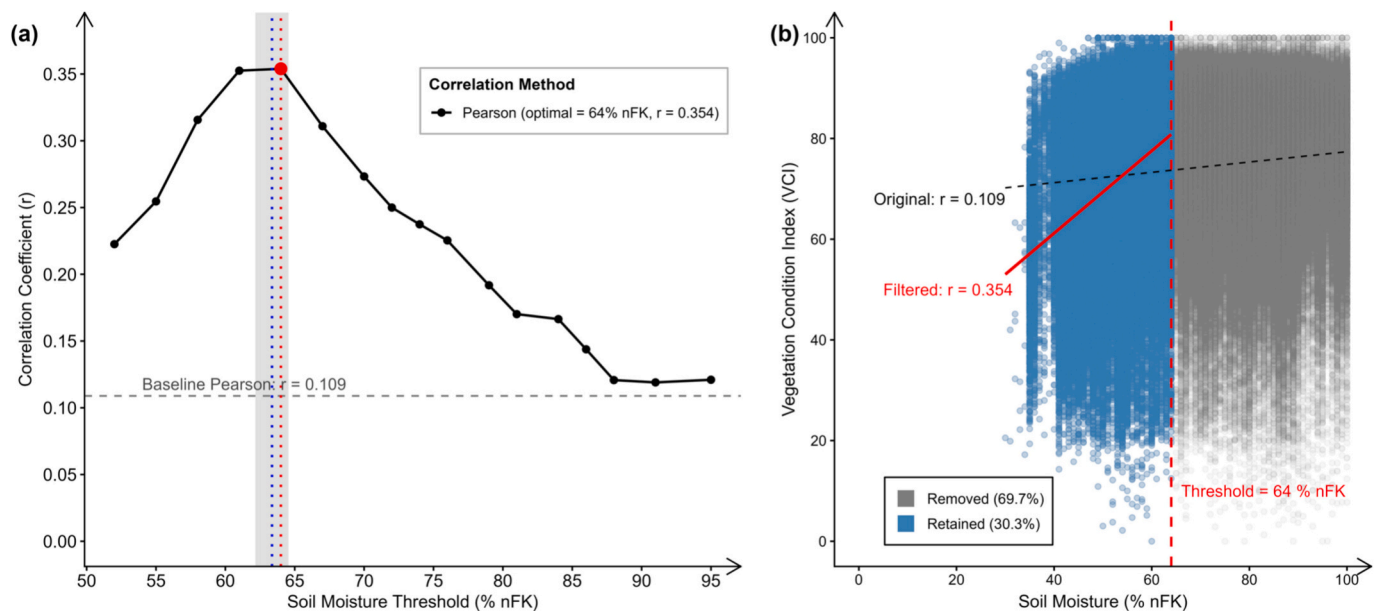 (a)
Correlation Coefficient (r)
0.35
0.30
0.25
0.20
0.15
0.10
0.05
0.00
Correlation Method
Pearson (optimal = 64% nFK, r = 0.354)
Baseline Pearson: r = 0.109
50 55 60 65 70 75 80 85 90 95
Soil Moisture Threshold (% nFK)
(b)
Vegetation Condition Index (VCI)
100
80
60
40
20
0
Original: r = 0.109
Filtered: r = 0.354
Threshold = 64 % nFK
Removed (69.7%)
Retained (30.3%)
0 20 40 60 80 100
Soil Moisture (% nFK)